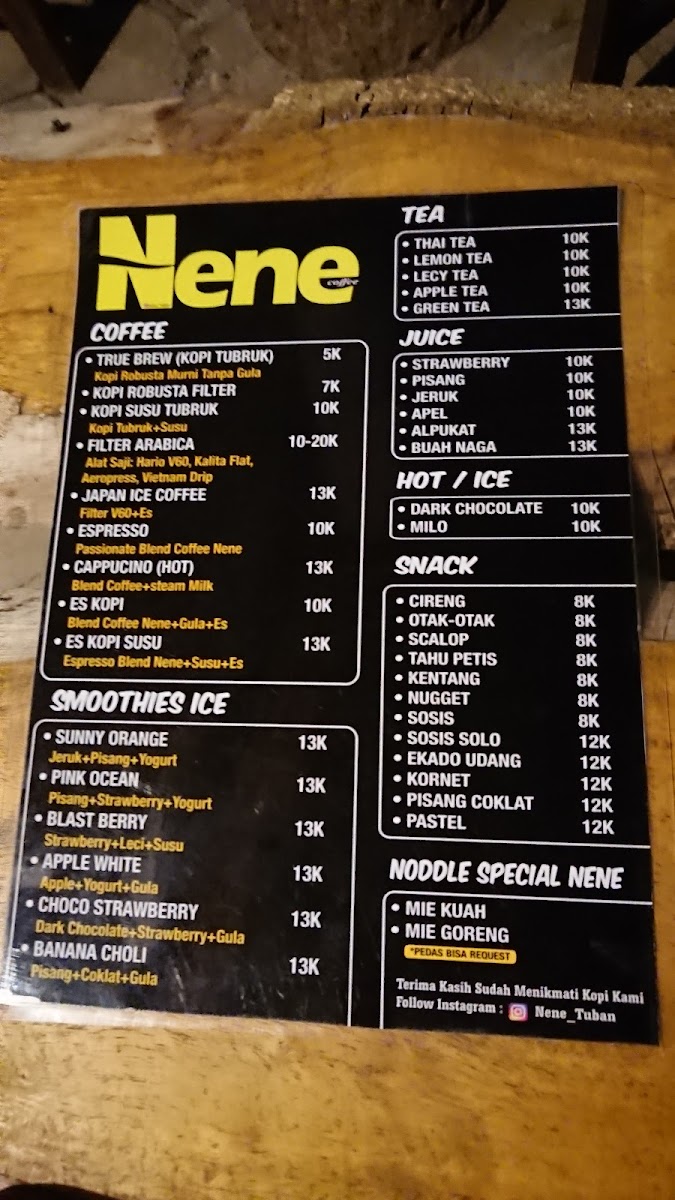 Nene
coffee
COFFEE
• TRUE BREW (KOPI TUBRUK) 5K
Kopi Robusta Murni Tanpa Gula
• KOPI ROBUSTA FILTER 7K
• KOPI SUSU TUBRUK 10K
Kopi Tubruk+Susu
• FILTER ARABICA 10-20K
Alat Saji: Hario V60, Kalita Flat,
Aeropress, Vietnam Drip
• JAPAN ICE COFFEE 13K
Filter V60+Es
• ESPRESSO 10K
Passionate Blend Coffee Nene
• CAPPUCINO (HOT) 13K
Blend Coffee+steam Milk
• ES KOPI 10K
Blend Coffee Nene+Gula+Es
• ES KOPI SUSU 13K
Espresso Blend Nene+Susu+Es
SMOOTHIES ICE
• SUNNY ORANGE 13K
Jeruk+Pisang+Yogurt
• PINK OCEAN 13K
Pisang+Strawberry+Yogurt
• BLAST BERRY 13K
Strawberry+Leci+Susu
• APPLE WHITE 13K
Apple+Yogurt+Gula
• CHOCO STRAWBERRY 13K
Dark Chocolate+Strawberry+Gula
• BANANA CHOLI 13K
Pisang+Coklat+Gula
TEA
• THAI TEA 10K
• LEMON TEA 10K
• LECY TEA 10K
• APPLE TEA 10K
• GREEN TEA 13K
JUICE
• STRAWBERRY 10K
• PISANG 10K
• JERUK 10K
• APEL 10K
• ALPUKAT 13K
• BUAH NAGA 13K
HOT / ICE
• DARK CHOCOLATE 10K
• MILO 10K
SNACK
• CIRENG 8K
• OTAK-OTAK 8K
• SCALOP 8K
• TAHU PETIS 8K
• KENTANG 8K
• NUGGET 8K
• SOSIS 8K
• SOSIS SOLO 12K
• EKADO UDANG 12K
• KORNET 12K
• PISANG COKLAT 12K
• PASTEL 12K
NODDLE SPECIAL NENE
• MIE KUAH
• MIE GORENG
*PEDAS BISA REQUEST
Terima Kasih Sudah Menikmati Kopi Kami
Follow Instagram : Nene_Tuban